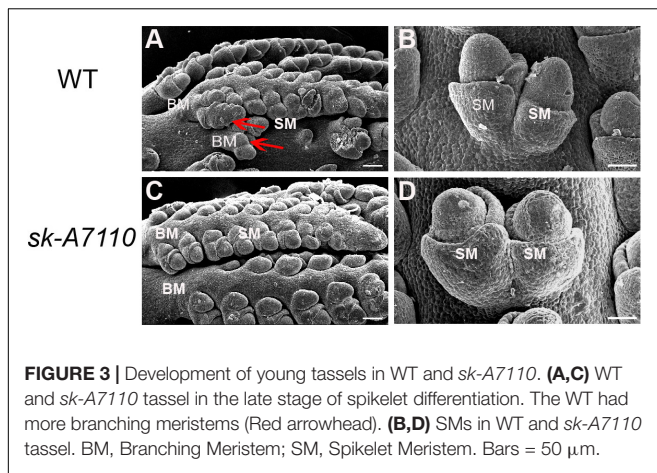 WT
sk-A7110
A
BM
SM
BM
B
SM
SM
C
BM
SM
BM
D
SM
SM
FIGURE 3 | Development of young tassels in WT and sk-A7110. (A,C) WT
and sk-A7110 tassel in the late stage of spikelet differentiation. The WT had
more branching meristems (Red arrowhead). (B,D) SMs in WT and sk-A7110
tassel. BM, Branching Meristem; SM, Spikelet Meristem. Bars = 50 μm.